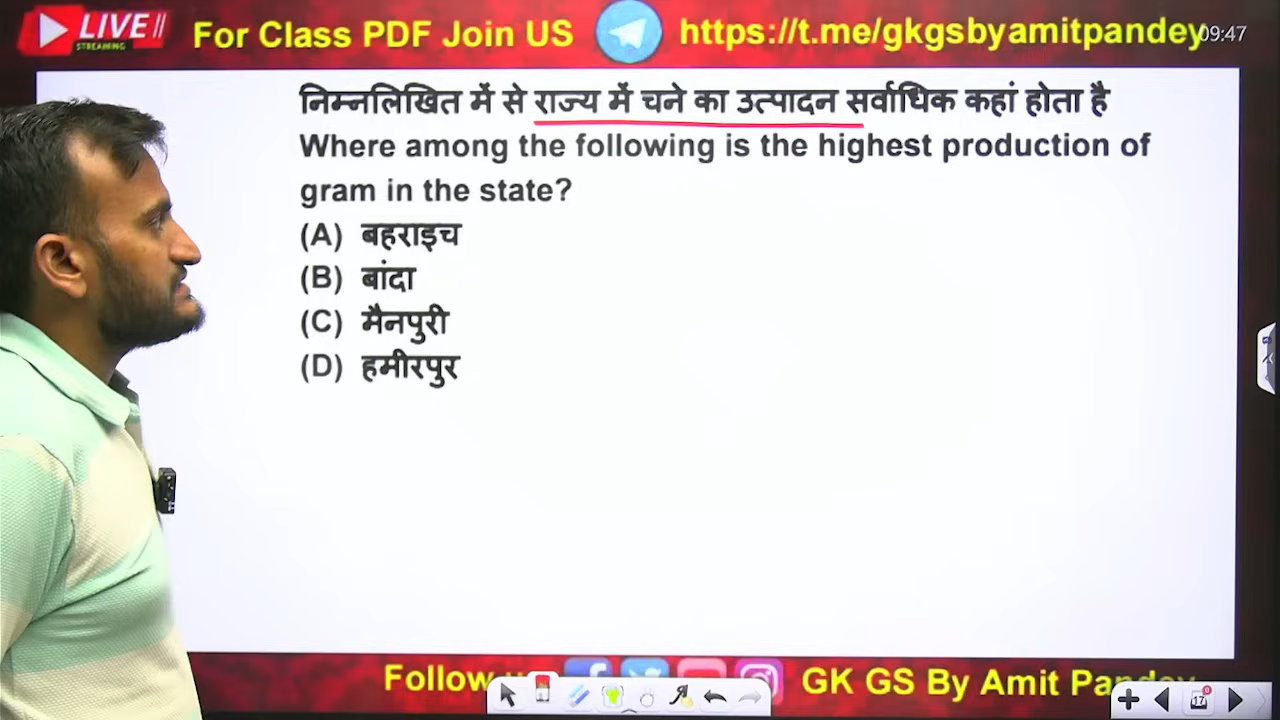 LIVE
STREAMING
For Class PDF Join US
https://t.me/gkgsbyamitpandey
09:47
निम्नलिखित में से राज्य में चने का उत्पादन सर्वाधिक कहां होता है
Where among the following is the highest production of
gram in the state?
(A) बहराइच
(B) बांदा
(C) मैनपुरी
(D) हमीरपुर
Follow
GK GS By Amit Pandey
17